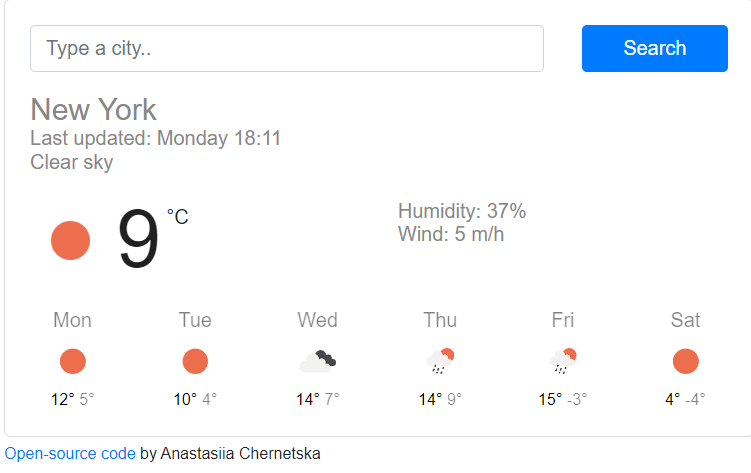 Type a city..
Search
New York
Last updated: Monday 18:11
Clear sky
9 °C
Humidity: 37%
Wind: 5 m/h
Mon Tue Wed Thu Fri Sat
12° 5° 10° 4° 14° 7° 14° 9° 15° -3° 4° -4°
Open-source code by Anastasiia Chernetska